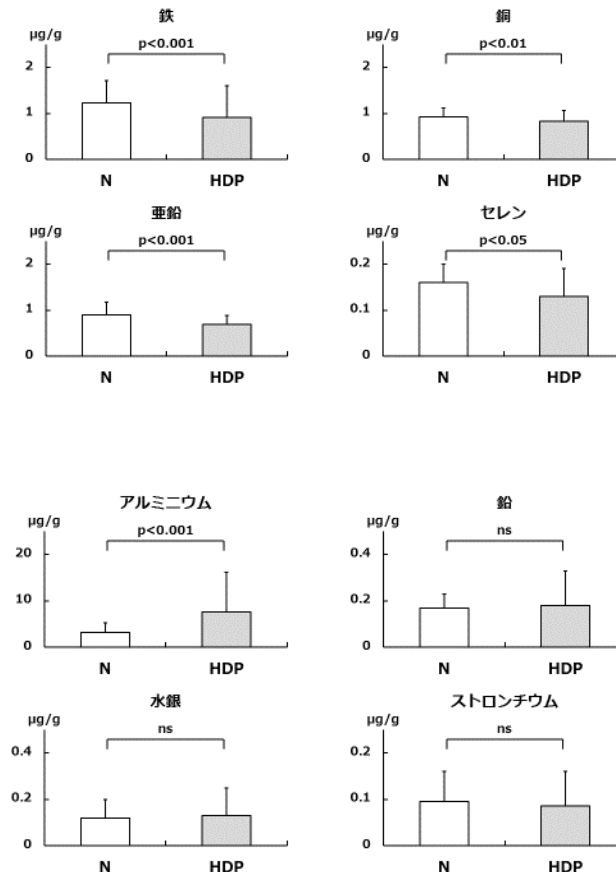 鉄
μg/g
p<0.001
2
1
0
N
HDP
銅
μg/g
p<0.01
2
1
0
N
HDP
亜鉛
μg/g
p<0.001
2
1
0
N
HDP
セレン
μg/g
p<0.05
0.2
0.1
0
N
HDP
アルミニウム
μg/g
p<0.001
20
10
0
N
HDP
鉛
μg/g
ns
0.4
0.2
0
N
HDP
水銀
μg/g
ns
0.4
0.2
0
N
HDP
ストロンチウム
μg/g
ns
0.2
0.1
0
N
HDP